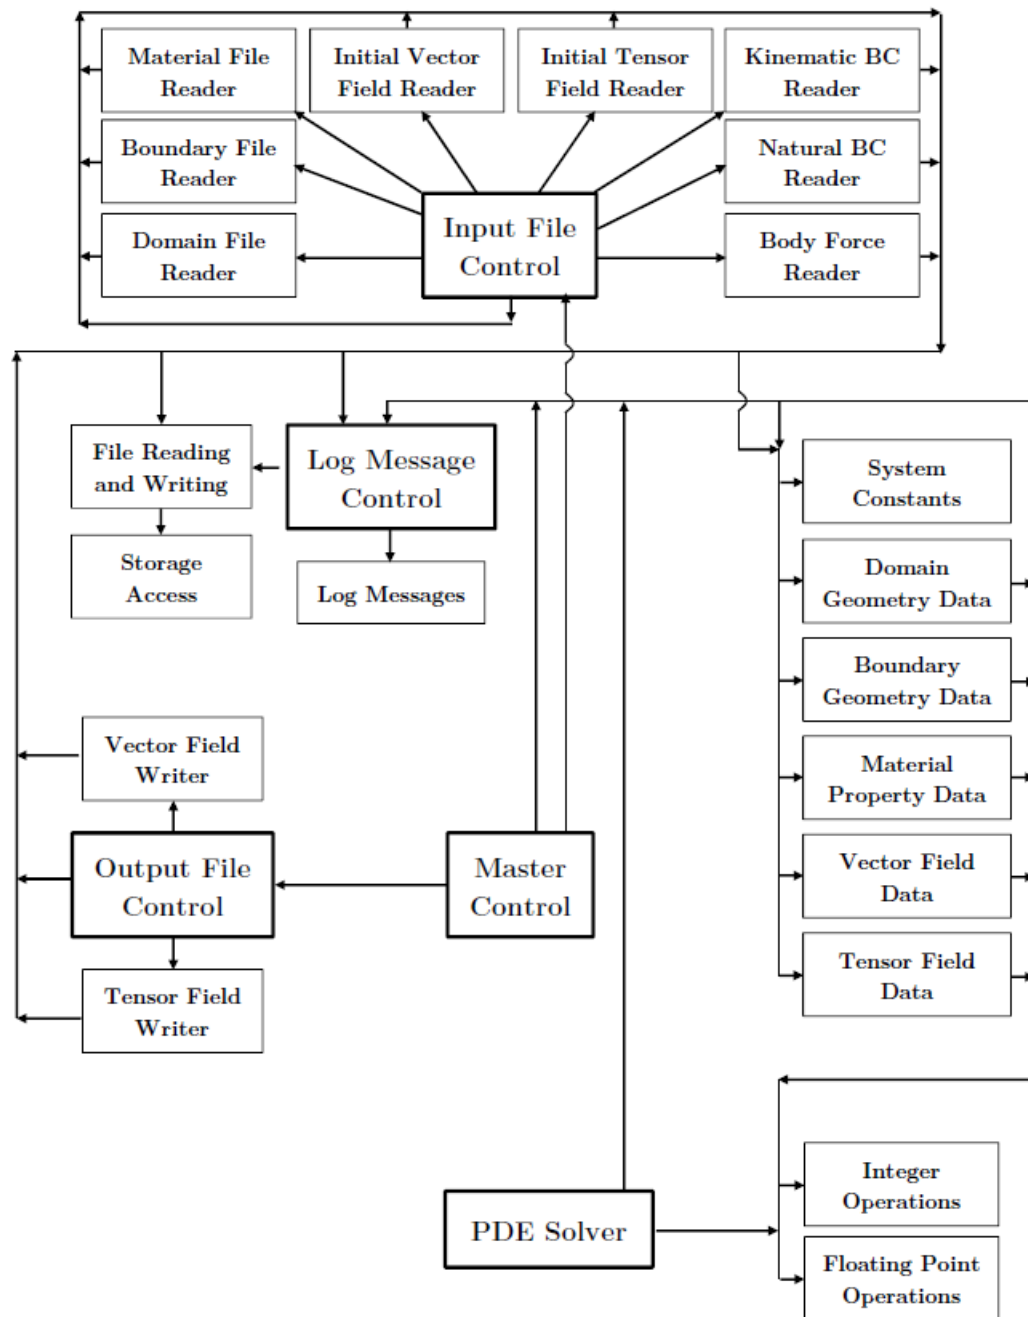 Material File
Reader
Initial Vector
Field Reader
Initial Tensor
Field Reader
Kinematic BC
Reader
Boundary File
Reader
Natural BC
Reader
Domain File
Reader
Input File
Control
Body Force
Reader
File Reading
and Writing
Log Message
Control
System
Constants
Storage
Access
Log Messages
Domain
Geometry Data
Boundary
Geometry Data
Vector Field
Writer
Material
Property Data
Output File
Control
Master
Control
Vector Field
Data
Tensor Field
Writer
Tensor Field
Data
PDE Solver
Integer
Operations
Floating Point
Operations